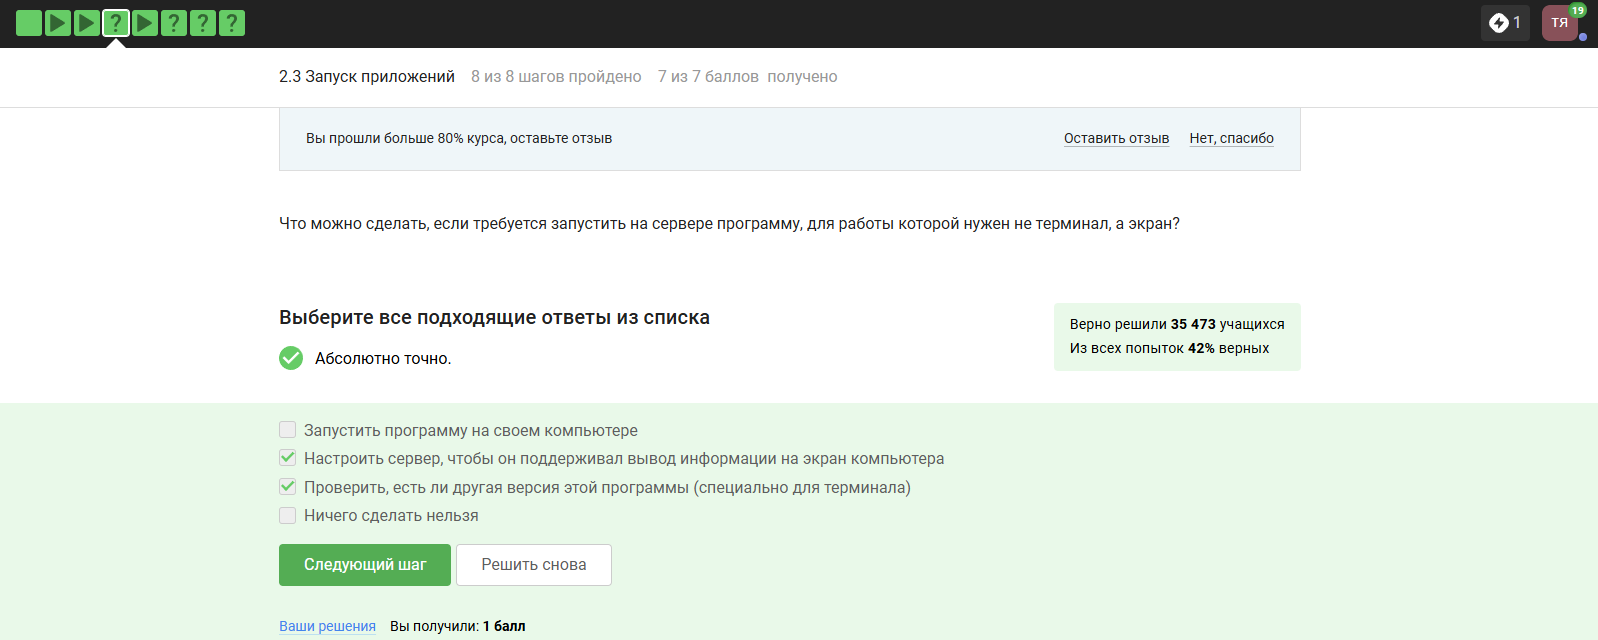 ? ? ? ?
1
ТЯ
19
2.3 Запуск приложений 8 из 8 шагов пройдено 7 из 7 баллов получено
Вы прошли больше 80% курса, оставьте отзыв Оставить отзыв Нет, спасибо
Что можно сделать, если требуется запустить на сервере программу, для работы которой нужен не терминал, а экран?
Выберите все подходящие ответы из списка
Абсолютно точно.
Верно решили 35 473 учащихся
Из всех попыток 42% верных
Запустить программу на своем компьютере
Настроить сервер, чтобы он поддерживал вывод информации на экран компьютера
Проверить, есть ли другая версия этой программы (специально для терминала)
Ничего сделать нельзя
Следующий шаг Решить снова
Ваши решения Вы получили: 1 балл